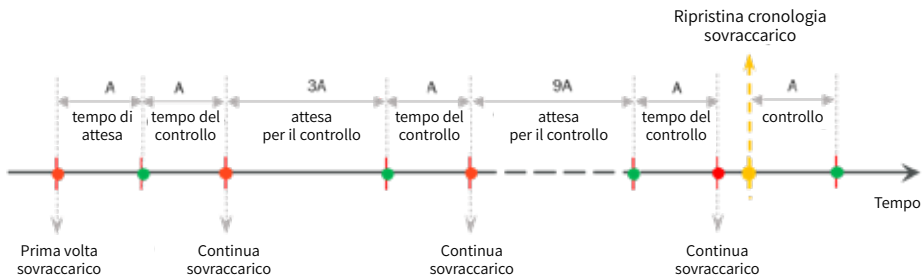 Ripristina cronologia
sovraccarico
A
A
3A
A
9A
A
A
tempo di
attesa
tempo del
controllo
attesa
per il controllo
tempo del
controllo
attesa
per il controllo
tempo del
controllo
controllo
Tempo
Prima volta
sovraccarico
Continua
sovraccarico
Continua
sovraccarico
Continua
sovraccarico